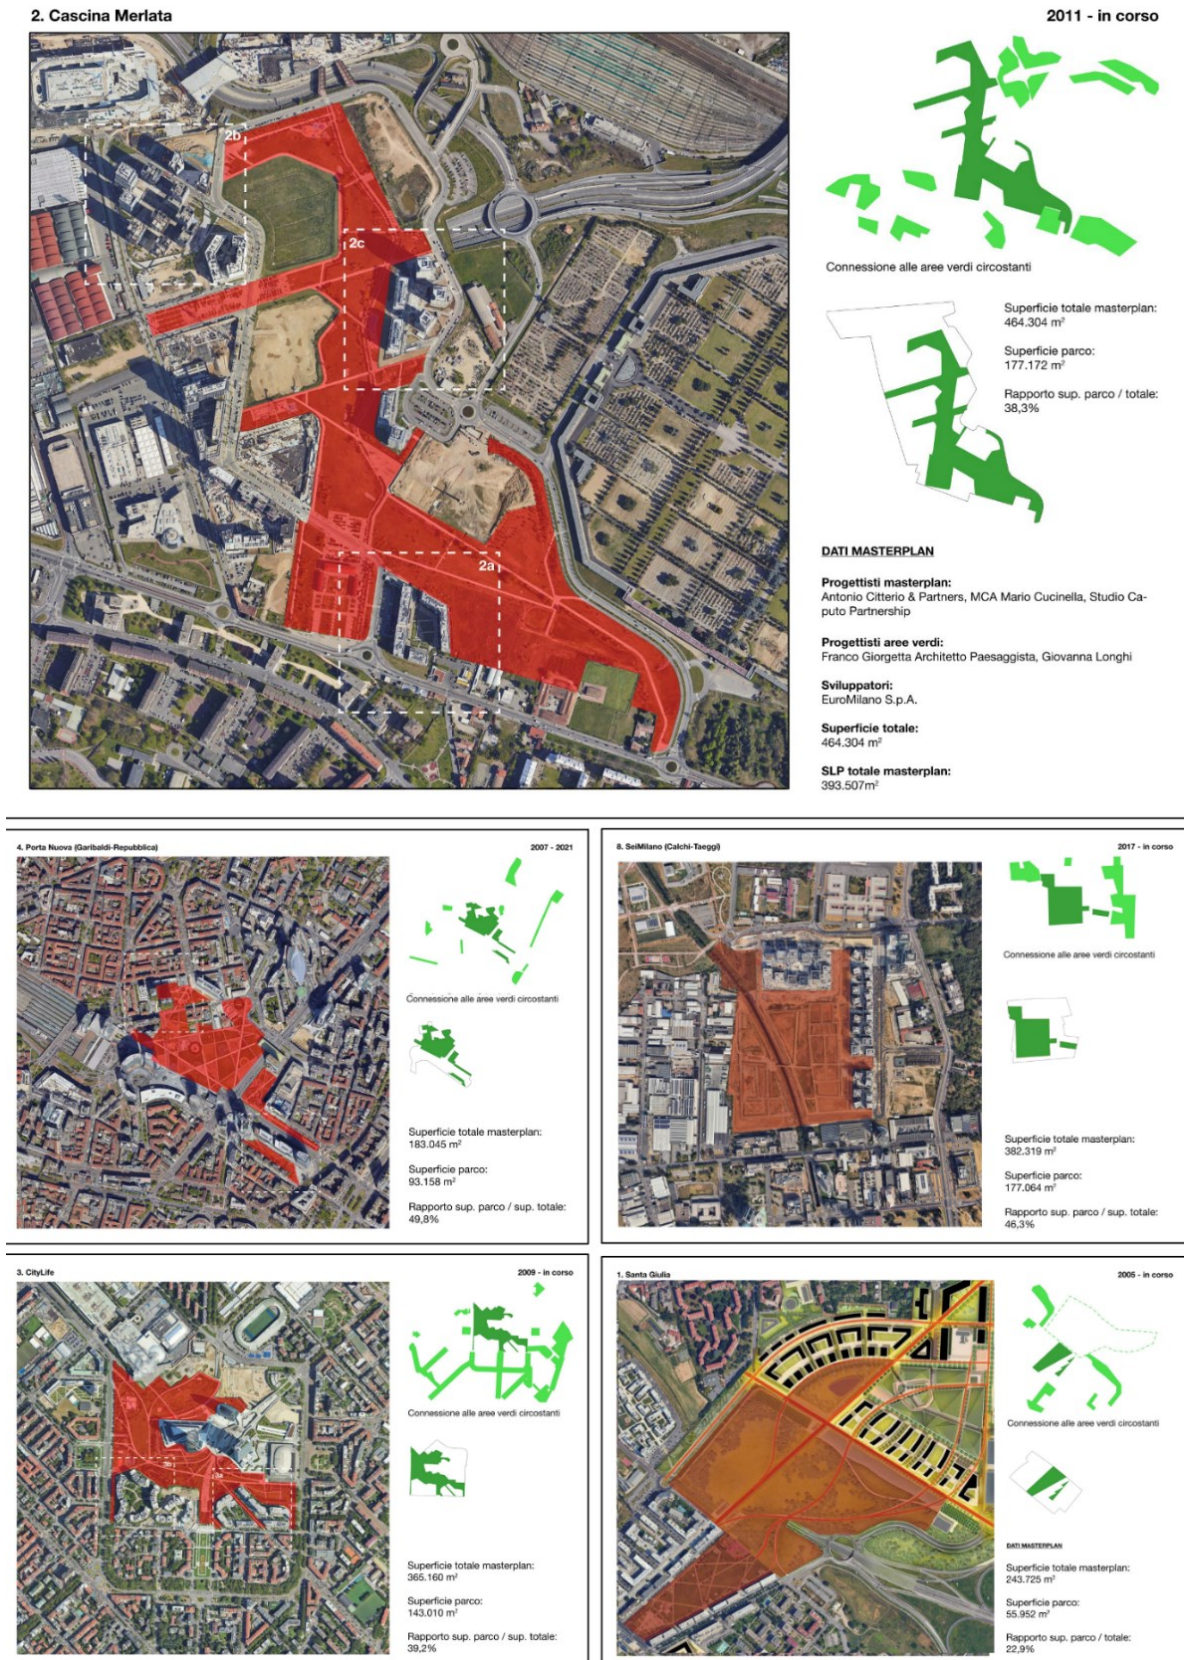 2. Cascina Merlata
2011 - in corso
2b
2c
2a
Connessione alle aree verdi circostanti
Superficie totale masterplan:
464.304 m²
Superficie parco:
177.172 m²
Rapporto sup. parco / totale:
38,3%
DATI MASTERPLAN
Progettisti masterplan:
Antonio Citterio & Partners, MCA Mario Cucinella, Studio Ca-
puto Partnership
Progettisti aree verdi:
Franco Giorgetta Architetto Paesaggista, Giovanna Longhi
Sviluppatori:
EuroMilano S.p.A.
Superficie totale:
464.304 m²
SLP totale masterplan:
393.507m²
4. Porta Nuova (Garibaldi-Repubblica)
2007 - 2021
Connessione alle aree verdi circostanti
Superficie totale masterplan:
183.045 m²
Superficie parco:
93.158 m²
Rapporto sup. parco / sup. totale:
49,8%
8. SeiMilano (Calchi-Taeggi)
2017 - in corso
Connessione alle aree verdi circostanti
Superficie totale masterplan:
382.319 m²
Superficie parco:
177.064 m²
Rapporto sup. parco / sup. totale:
46,3%
3. CityLife
2009 - in corso
3b
3a
Connessione alle aree verdi circostanti
Superficie totale masterplan:
365.160 m²
Superficie parco:
143.010 m²
Rapporto sup. parco / sup. totale:
39,2%
1. Santa Giulia
2005 - in corso
Connessione alle aree verdi circostanti
DATI MASTERPLAN
Superficie totale masterplan:
243.725 m²
Superficie parco:
55.952 m²
Rapporto sup. parco / totale:
22,9%